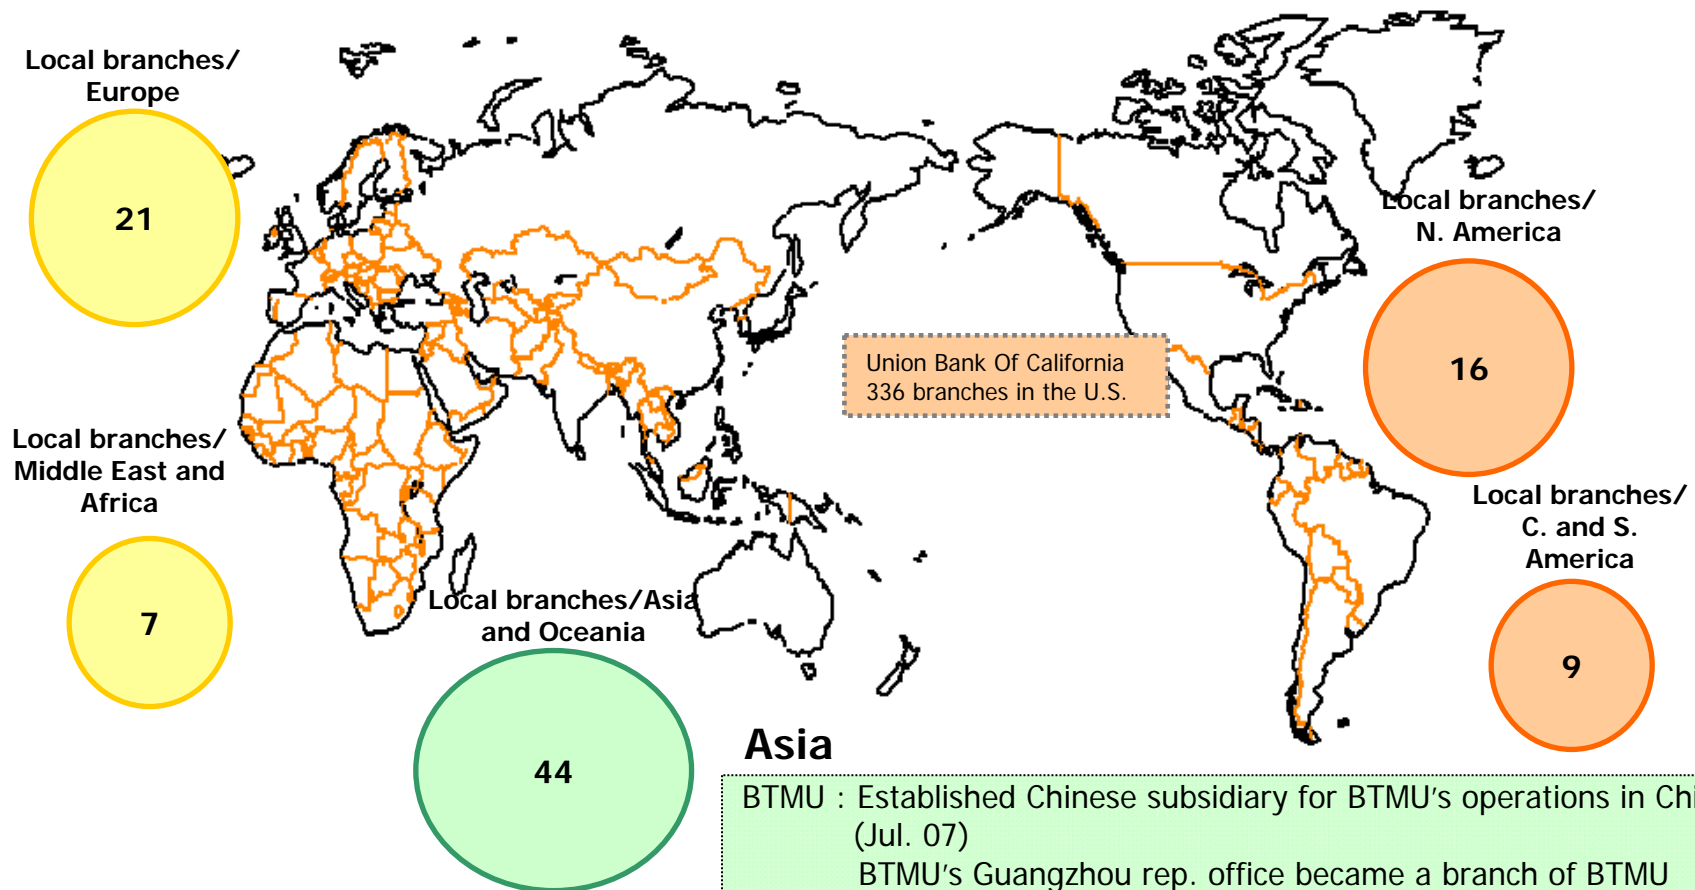 Local branches/
Europe
21
Local branches/
N. America
16
Union Bank Of California
336 branches in the U.S.
Local branches/
Middle East and
Africa
7
Local branches/
C. and S.
America
9
Local branches/Asia
and Oceania
44
Asia
BTMU : Established Chinese subsidiary for BTMU's operations in Chi
(Jul. 07)
BTMU's Guangzhou rep. office became a branch of BTMU